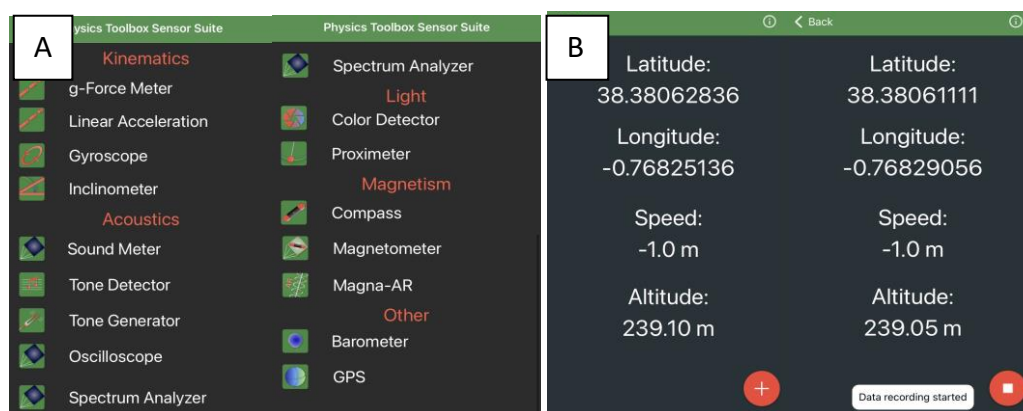 A
ysics Toolbox Sensor Suite
Kinematics
g-Force Meter
Linear Acceleration
Gyroscope
Inclinometer
Acoustics
Sound Meter
Tone Detector
Tone Generator
Oscilloscope
Spectrum Analyzer
Physics Toolbox Sensor Suite
Spectrum Analyzer
Light
Color Detector
Proximeter
Magnetism
Compass
Magnetometer
Magna-AR
Other
Barometer
GPS
B
Latitude:
38.38062836
Longitude:
-0.76825136
Speed:
-1.0 m
Altitude:
239.10 m
Back
Latitude:
38.38061111
Longitude:
-0.76829056
Speed:
-1.0 m
Altitude:
239.05 m
Data recording started